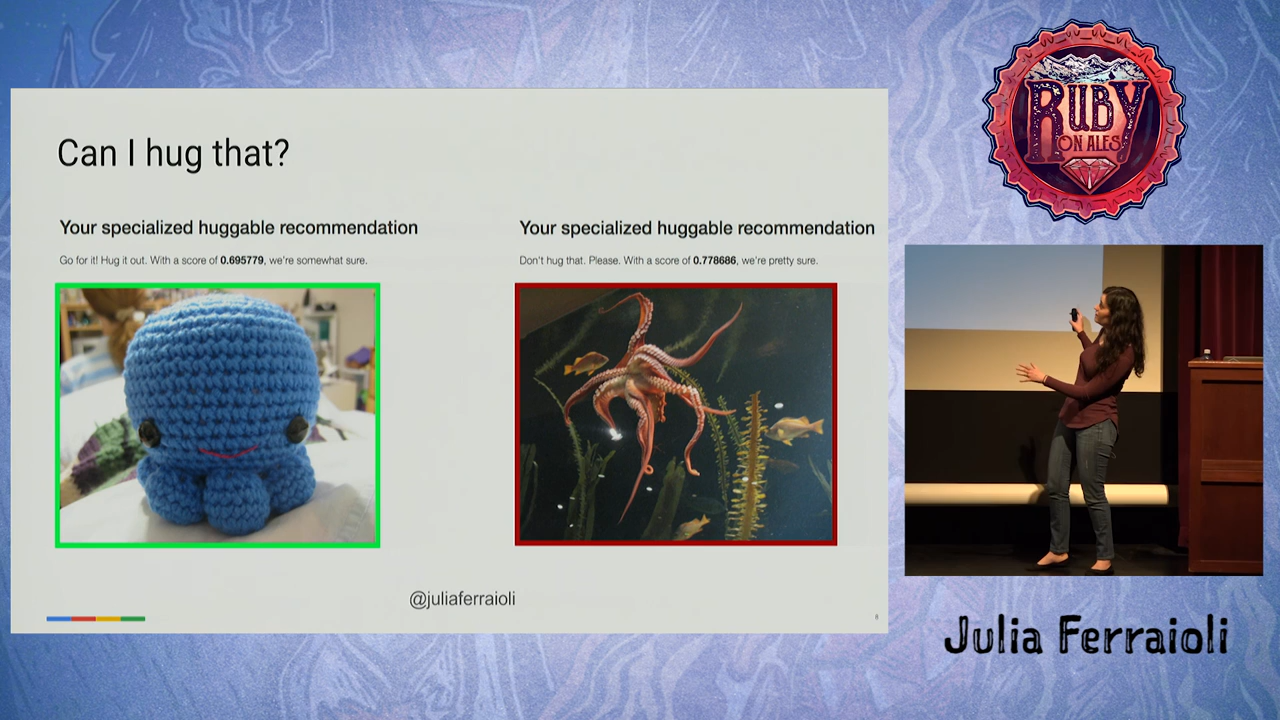 Can I hug that?
Your specialized huggable recommendation
Go for it! Hug it out. With a score of 0.695779, we're somewhat sure.
Your specialized huggable recommendation
Don't hug that. Please. With a score of 0.778686, we're pretty sure.
@juliaferraioli
8
RUBY
ON ALES
Julia Ferraioli